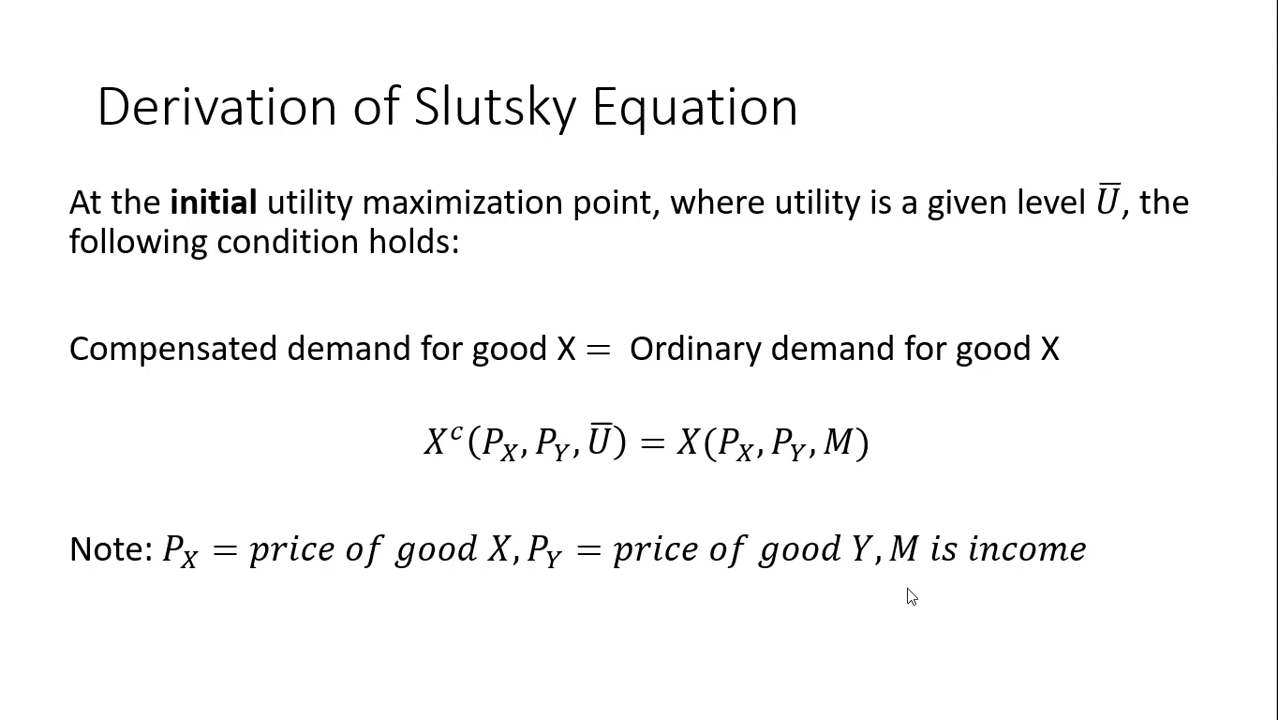 Derivation of Slutsky Equation
At the initial utility maximization point, where utility is a given level U̅, the
following condition holds:
Compensated demand for good X = Ordinary demand for good X
Xᶜ(P_X, P_Y, U̅) = X(P_X, P_Y, M)
Note: P_X = price of good X, P_Y = price of good Y, M is income